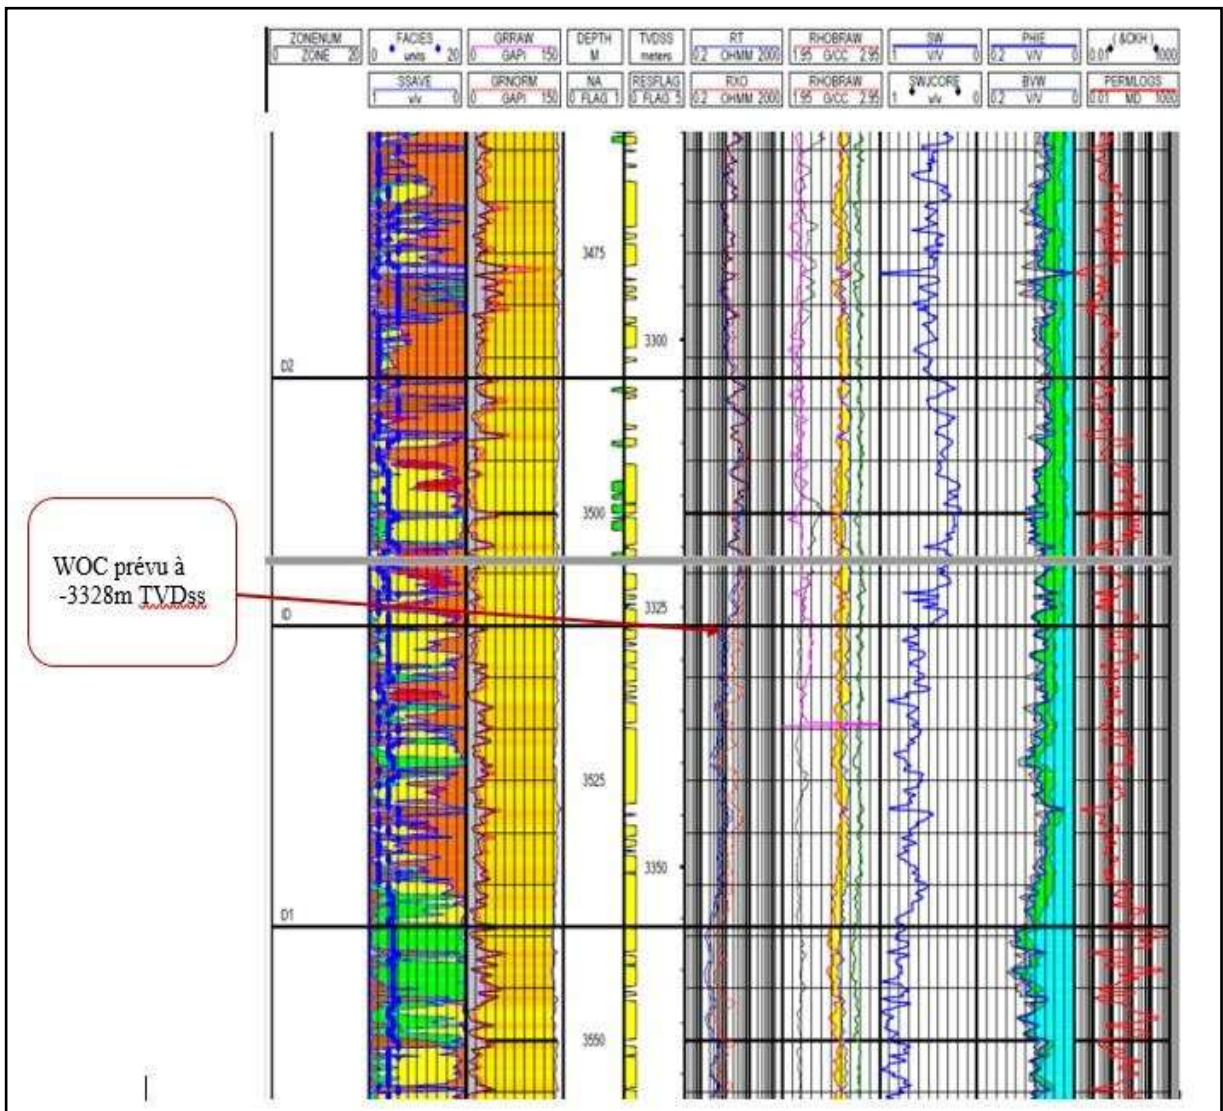 ZONENUM FACIES GRRAW DEPTH TVDSS RT RHOBRAW SW PHIE (&CKH)
0 ZONE 20 0 units 20 0 GAPI 150 M meters 0.2 OHMM 2000 1.95 G/CC 2.95 1 V/V 0 0.2 V/V 0 0.01 1000
SSAVE GRNORM NA RESFLAG RXO RHOBRAW SWJCORE BVW PERMLOGS
1 v/v 0 0 GAPI 150 0 FLAG 1 0 FLAG 5 0.2 OHMM 2000 1.95 G/CC 2.95 1 v/v 0 0.2 V/V 0 0.01 MD 1000
3475
3300
D2
3500
WOC prévu à
-3328m TVDss
3325
ID
3525
3350
D1
3550